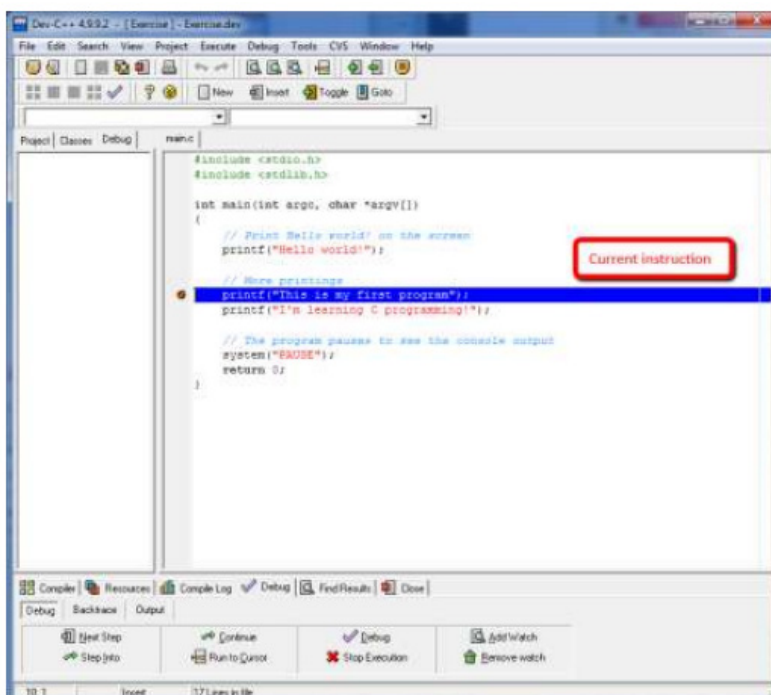 Dev-C++ 4.9.9.2 - [ Exercise ] - Exercise.dev
File Edit Search View Project Execute Debug Tools CVS Window Help
New Insert Toggle Goto
Project Classes Debug main.c
#include <stdio.h>
#include <stdlib.h>
int main(int argc, char *argv[])
{
// Print Hello world! on the screen
printf("Hello world!");
Current instruction
// More printings
printf("This is my first program");
printf("I'm learning C programming!");
// The program pauses to see the console output
system("PAUSE");
return 0;
}
Compiler Resources Compile Log Debug Find Results Close
Debug Backtrace Output
Next Step Continue Debug Add Watch
Step Into Run to Cursor Stop Execution Remove watch
10: 1 Insert 17 Lines in file